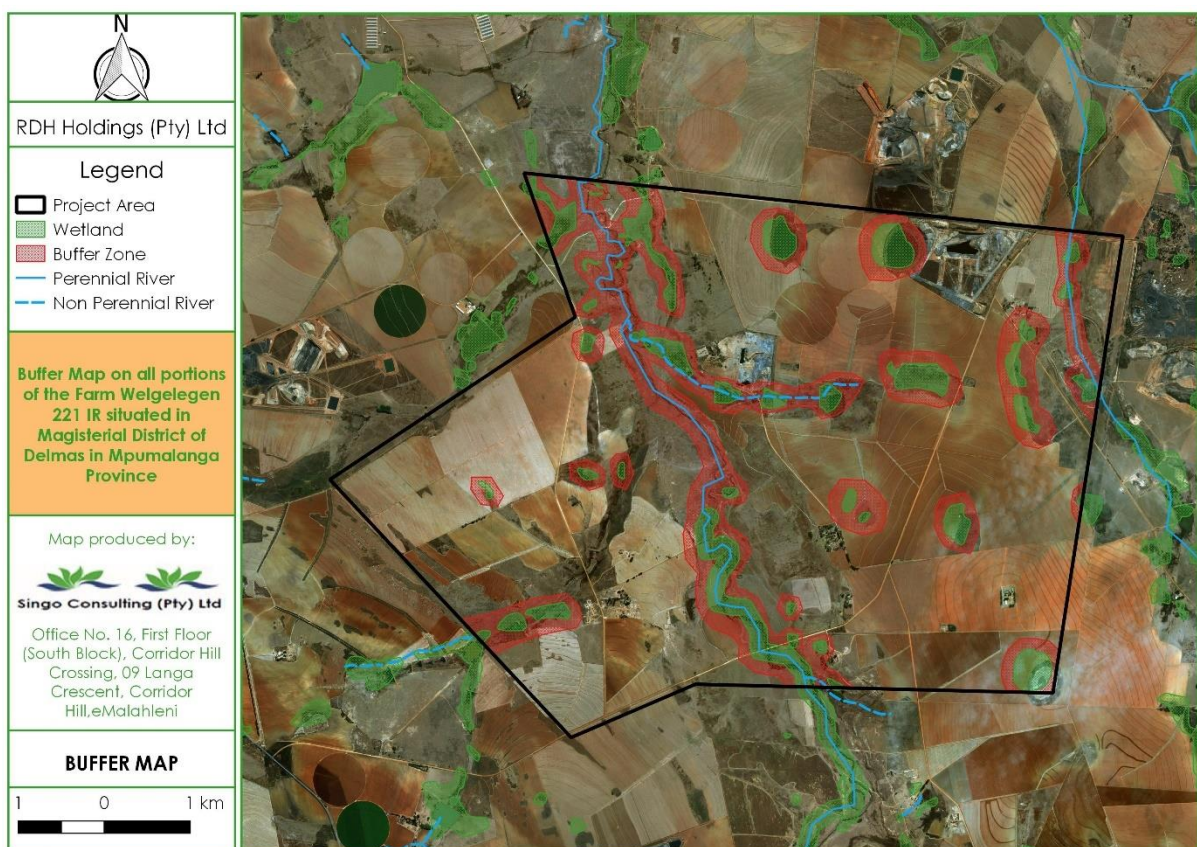 N
RDH Holdings (Pty) Ltd
Legend
Project Area
Wetland
Buffer Zone
Perennial River
Non Perennial River
Buffer Map on all portions
of the Farm Welgelegen
221 IR situated in
Magisterial District of
Delmas in Mpumalanga
Province
Map produced by:
Singo Consulting (Pty) Ltd
Office No. 16, First Floor
(South Block), Corridor Hill
Crossing, 09 Langa
Crescent, Corridor
Hill,eMalahleni
BUFFER MAP
1 0 1 km